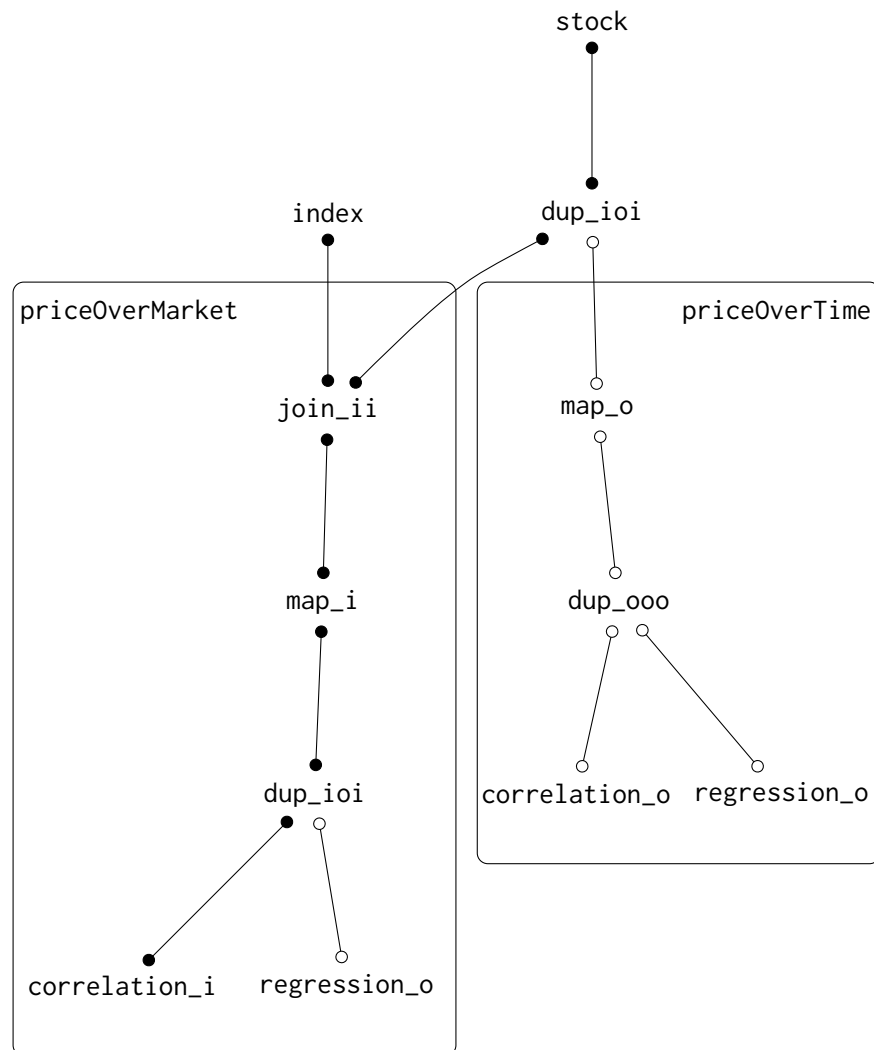 stock
index
dup_ioi
priceOverMarket
priceOverTime
join_ii
map_o
map_i
dup_ooo
dup_ioi
correlation_o
regression_o
correlation_i
regression_o